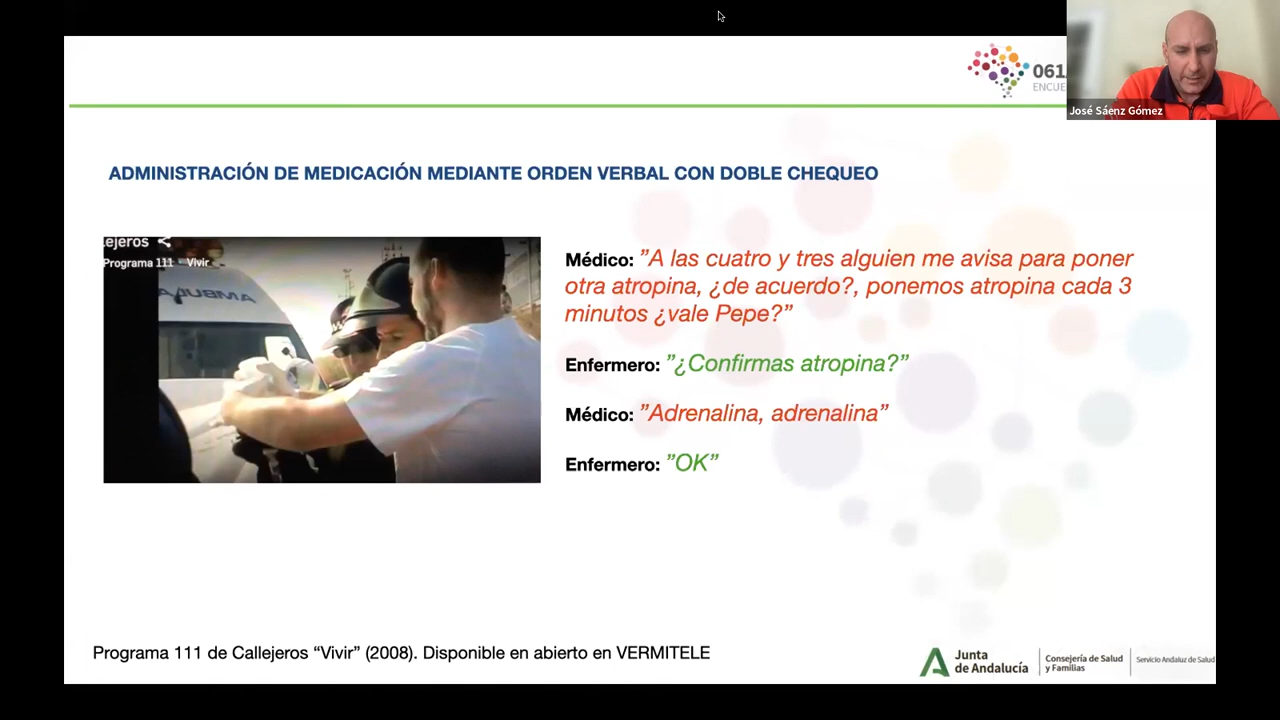 061
ENCUE
José Sáenz Gómez
ADMINISTRACIÓN DE MEDICACIÓN MEDIANTE ORDEN VERBAL CON DOBLE CHEQUEO
lejeros
Programa 111 - Vivir
Médico: ”A las cuatro y tres alguien me avisa para poner
otra atropina, ¿de acuerdo?, ponemos atropina cada 3
minutos ¿vale Pepe?”
Enfermero: ”¿Confirmas atropina?”
Médico: ”Adrenalina, adrenalina”
Enfermero: ”OK”
Programa 111 de Callejeros “Vivir” (2008). Disponible en abierto en VERMITELE
Junta
de Andalucía
Consejería de Salud
y Familias
Servicio Andaluz de Salud